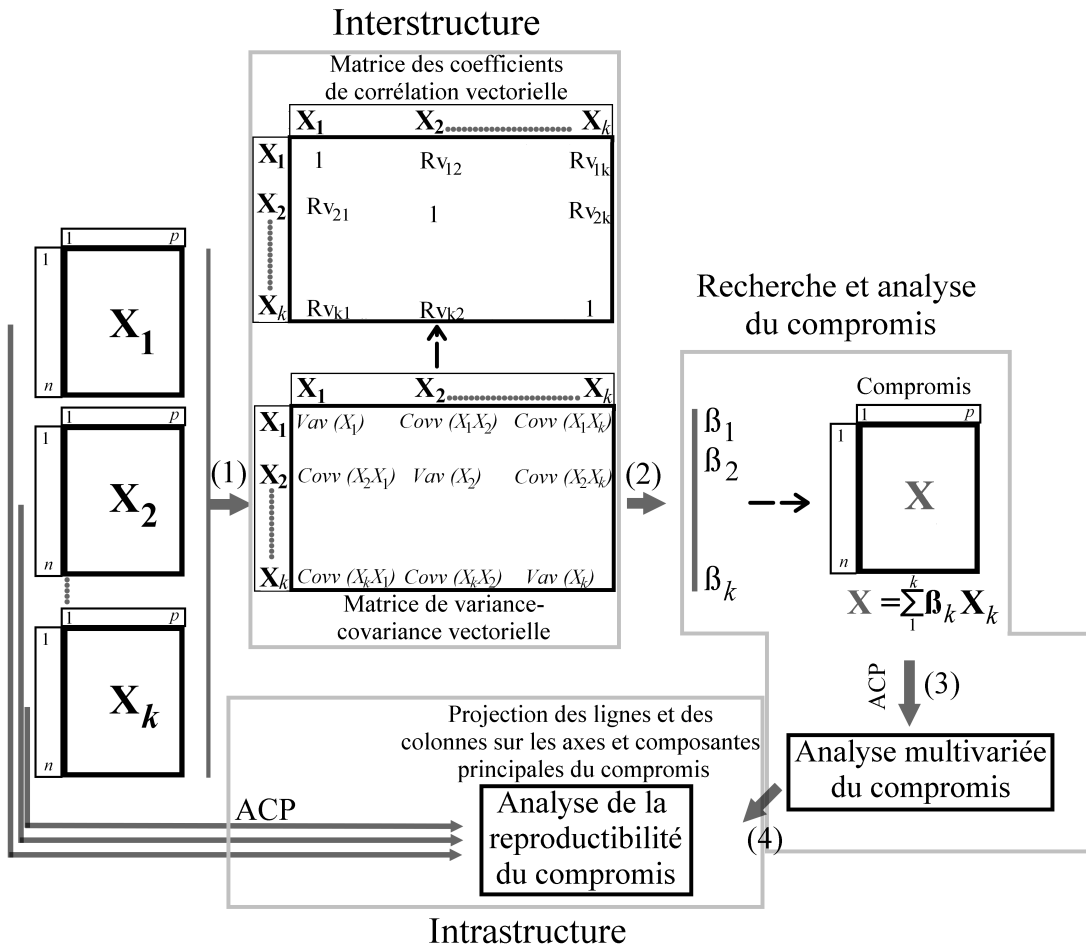 Interstructure
Matrice des coefficients
de corrélation vectorielle
X1 X2 Xk
X1 1 Rv12 Rv1k
X2 Rv21 1 Rv2k
Xk Rvk1 Rvk2 1
X1 X2 Xk
X1 Vav (X1) Covv (X1X2) Covv (X1Xk)
X2 Covv (X2X1) Vav (X2) Covv (X2Xk)
Xk Covv (XkX1) Covv (XkX2) Vav (Xk)
Matrice de variance-
covariance vectorielle
1 p
1
n
X1
1 p
1
n
X2
1 p
1
n
Xk
(1)
(2)
Recherche et analyse
du compromis
ß1
ß2
ßk
Compromis
1 p
1
n
X
X = k∑1 ßk Xk
ACP
(3)
Analyse multivariée
du compromis
(4)
Projection des lignes et des
colonnes sur les axes et composantes
principales du compromis
ACP
Analyse de la
reproductibilité
du compromis
Intrastructure